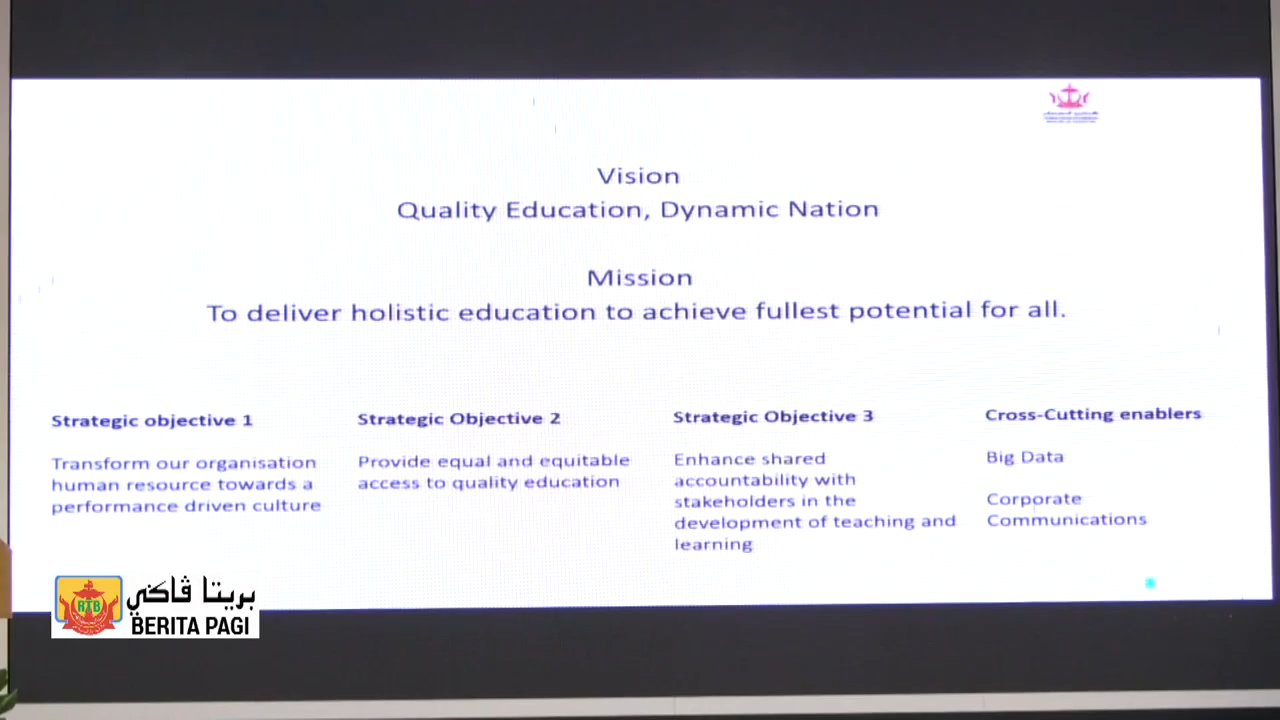 Vision
Quality Education, Dynamic Nation
Mission
To deliver holistic education to achieve fullest potential for all.
Strategic objective 1
Transform our organisation
human resource towards a
performance driven culture
Strategic Objective 2
Provide equal and equitable
access to quality education
Strategic Objective 3
Enhance shared
accountability with
stakeholders in the
development of teaching and
learning
Cross-Cutting enablers
Big Data
Corporate
Communications
RTB
بريتا ڤاڬي
BERITA PAGI